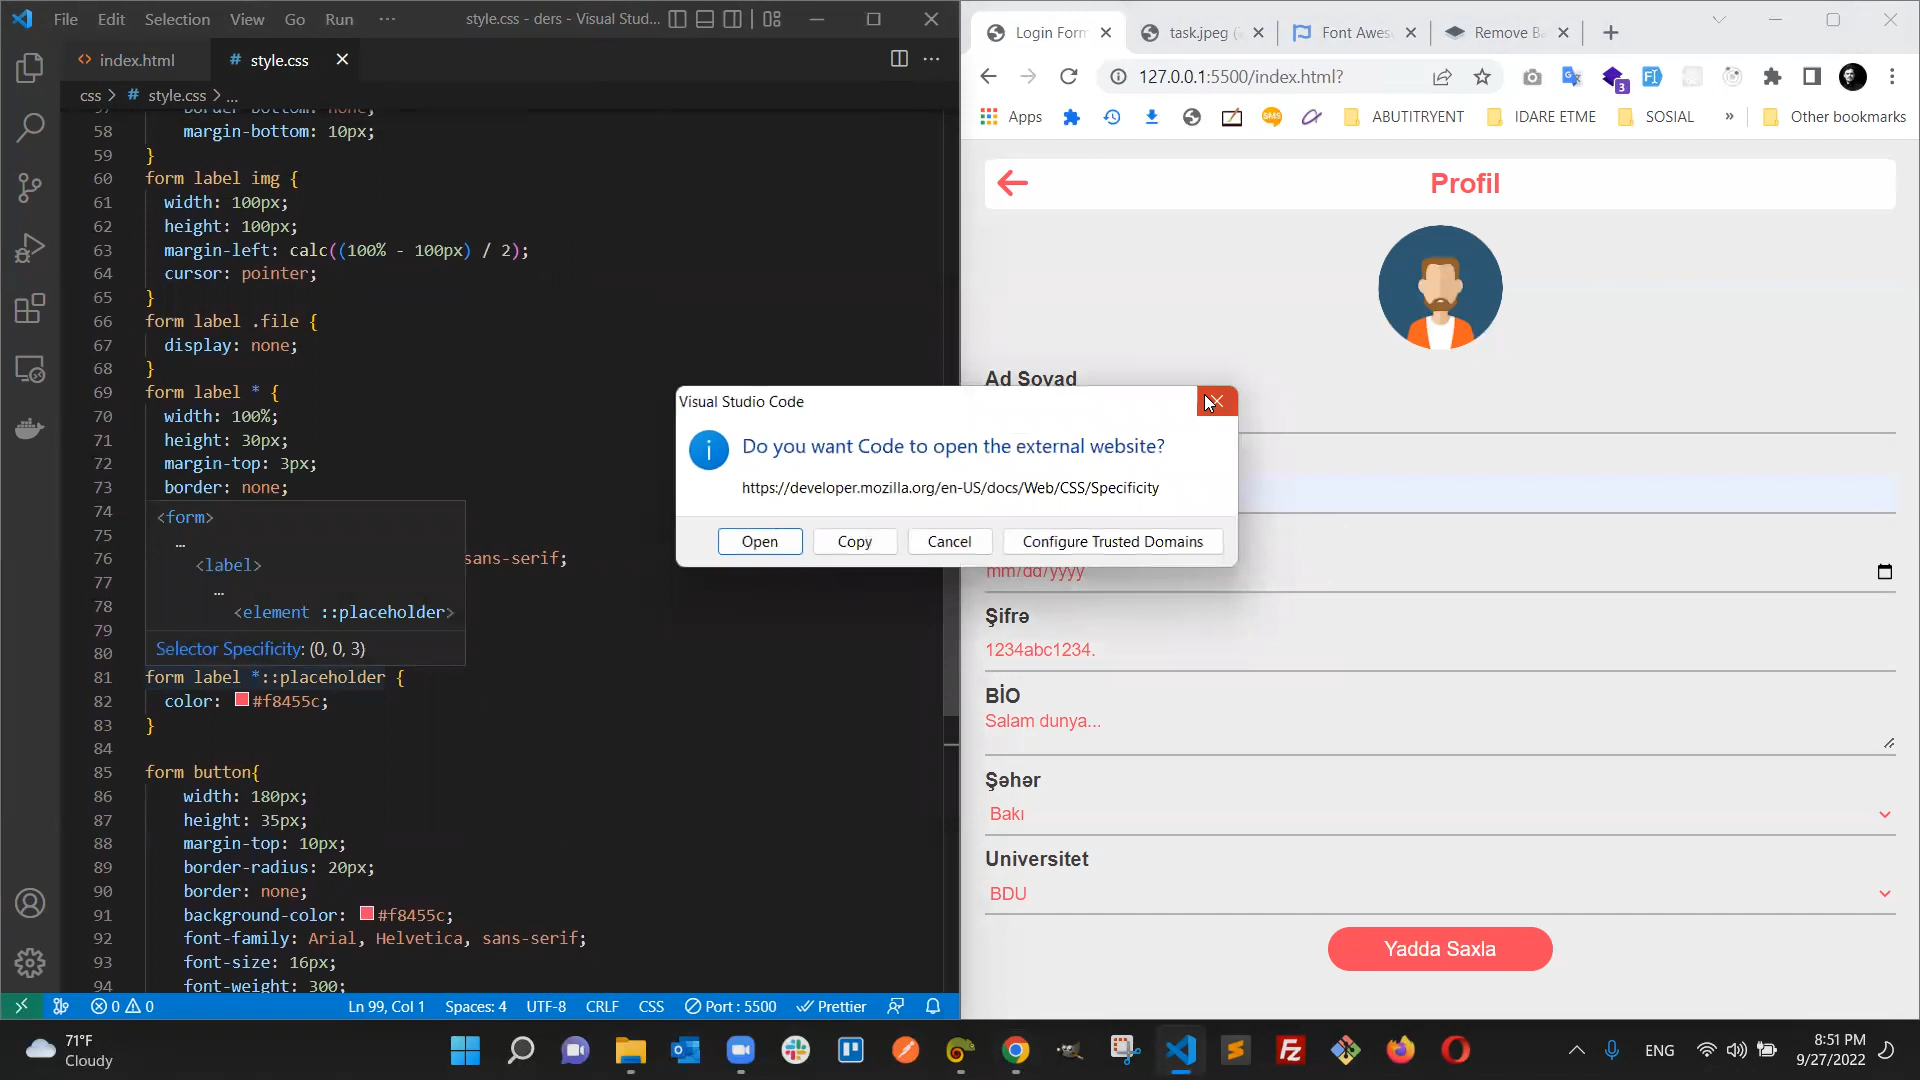 File Edit Selection View Go Run ··· style.css - ders - Visual Stud...
index.html style.css
css > # style.css > ...
58 margin-bottom: 10px;
59 }
60 form label img {
61 width: 100px;
62 height: 100px;
63 margin-left: calc((100% - 100px) / 2);
64 cursor: pointer;
65 }
66 form label .file {
67 display: none;
68 }
69 form label * {
70 width: 100%;
71 height: 30px;
72 margin-top: 3px;
73 border: none;
74
75
76 sans-serif;
77
78
79
80
<form>
…
<label>
…
<element ::placeholder>
Selector Specificity: (0, 0, 3)
81 form label *::placeholder {
82 color: #f8455c;
83 }
84
85 form button{
86 width: 180px;
87 height: 35px;
88 margin-top: 10px;
89 border-radius: 20px;
90 border: none;
91 background-color: #f8455c;
92 font-family: Arial, Helvetica, sans-serif;
93 font-size: 16px;
94 font-weight: 300;
0 0 Ln 99, Col 1 Spaces: 4 UTF-8 CRLF CSS Port : 5500 Prettier
Visual Studio Code
Do you want Code to open the external website?
https://developer.mozilla.org/en-US/docs/Web/CSS/Specificity
Open Copy Cancel Configure Trusted Domains
Login Form task.jpeg ( Font Awes Remove Ba
127.0.0.1:5500/index.html?
3
Apps SMS ABUTITRYENT IDARE ETME SOSIAL » Other bookmarks
Profil
Ad Soyad
mm/dd/yyyy
Şifrə
1234abc1234.
BİO
Salam dunya...
Şəhər
Bakı
Universitet
BDU
Yadda Saxla
71°F
Cloudy
ENG
8:51 PM
9/27/2022